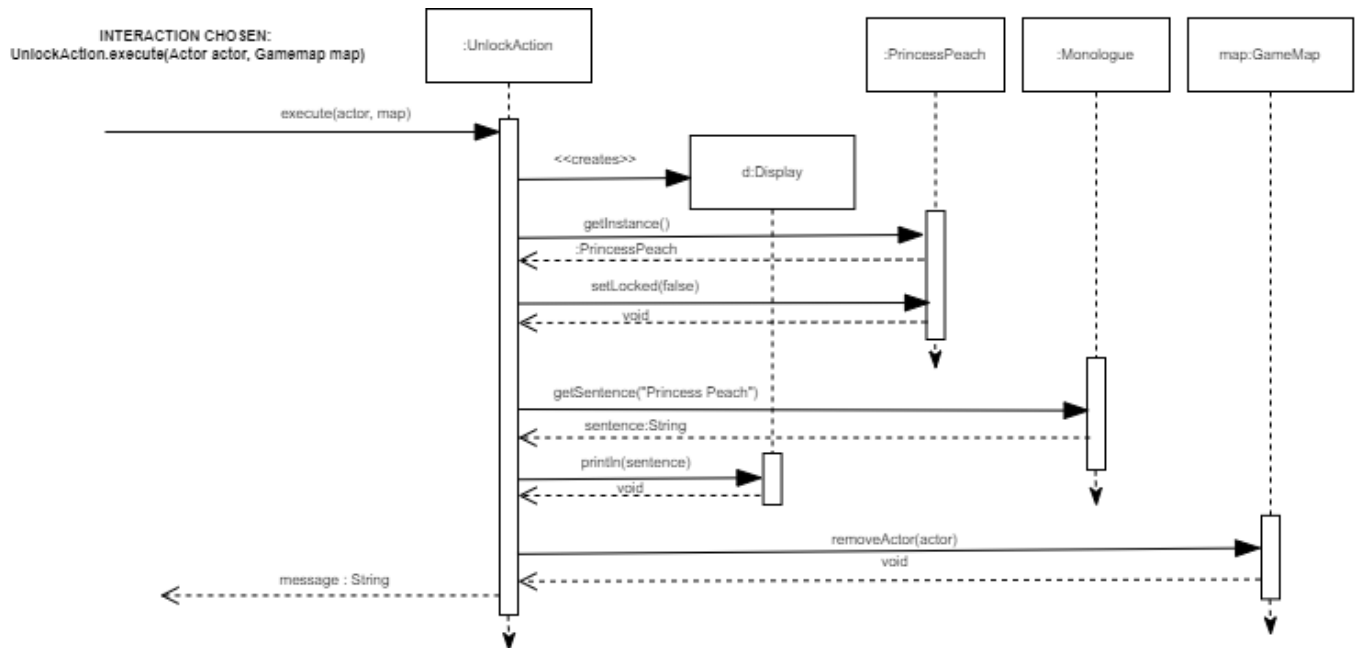 INTERACTION CHOSEN:
UnlockAction.execute(Actor actor, Gamemap map)
:UnlockAction
:PrincessPeach
:Monologue
map:GameMap
execute(actor, map)
<<creates>>
d:Display
getInstance()
:PrincessPeach
setLocked(false)
void
getSentence("Princess Peach")
sentence:String
println(sentence)
void
removeActor(actor)
void
message : String